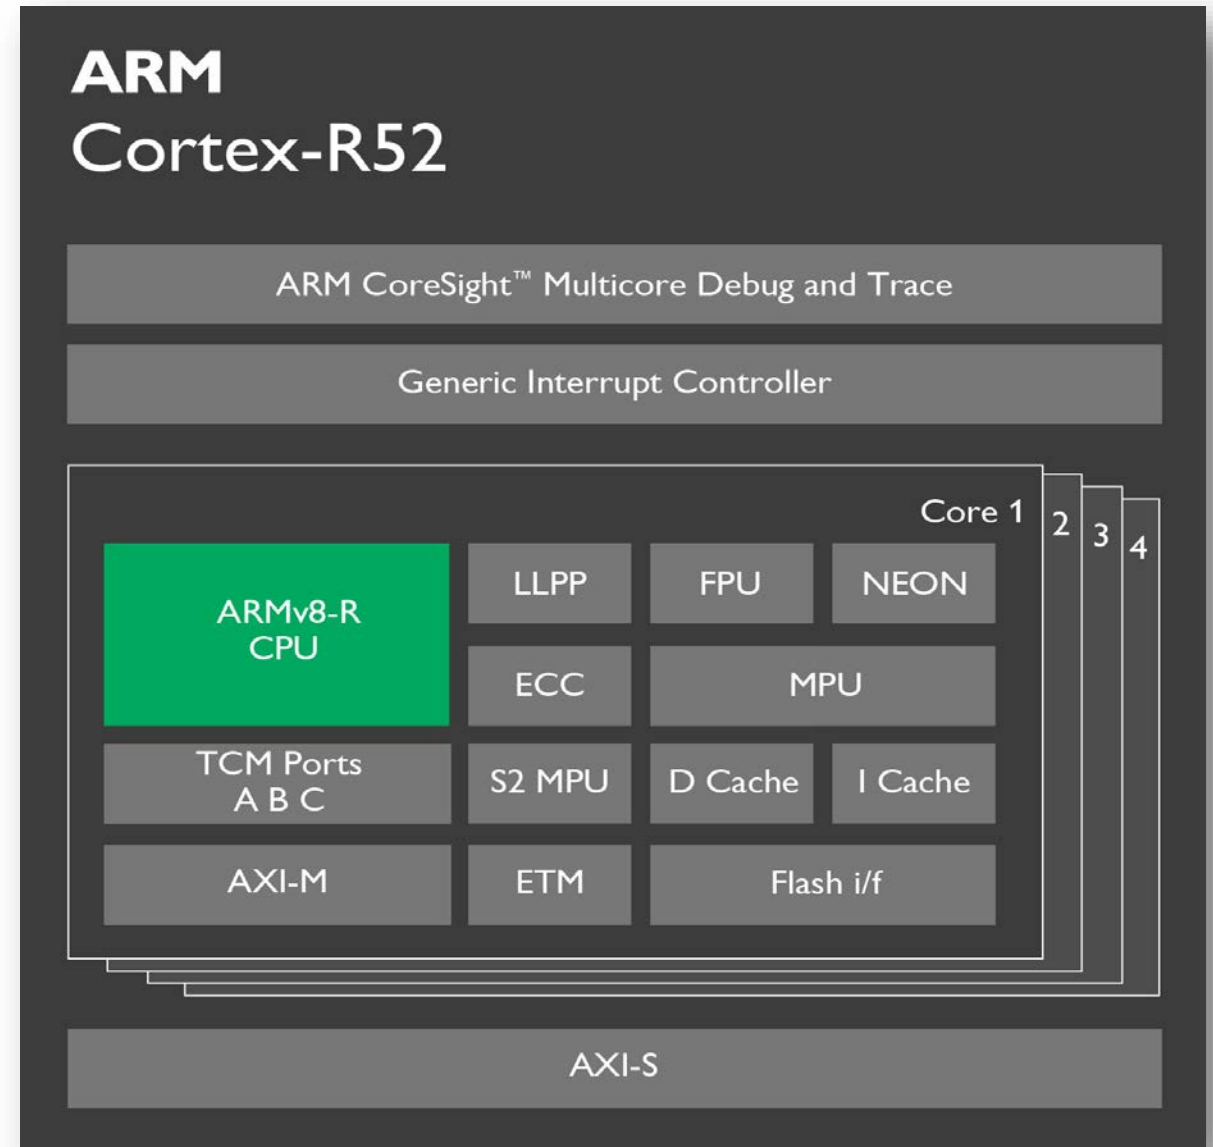 ARM
Cortex-R52
ARM CoreSight™ Multicore Debug and Trace
Generic Interrupt Controller
Core 1
2
3
4
ARMv8-R
CPU
LLPP
FPU
NEON
ECC
MPU
TCM Ports
A B C
S2 MPU
D Cache
I Cache
AXI-M
ETM
Flash i/f
AXI-S